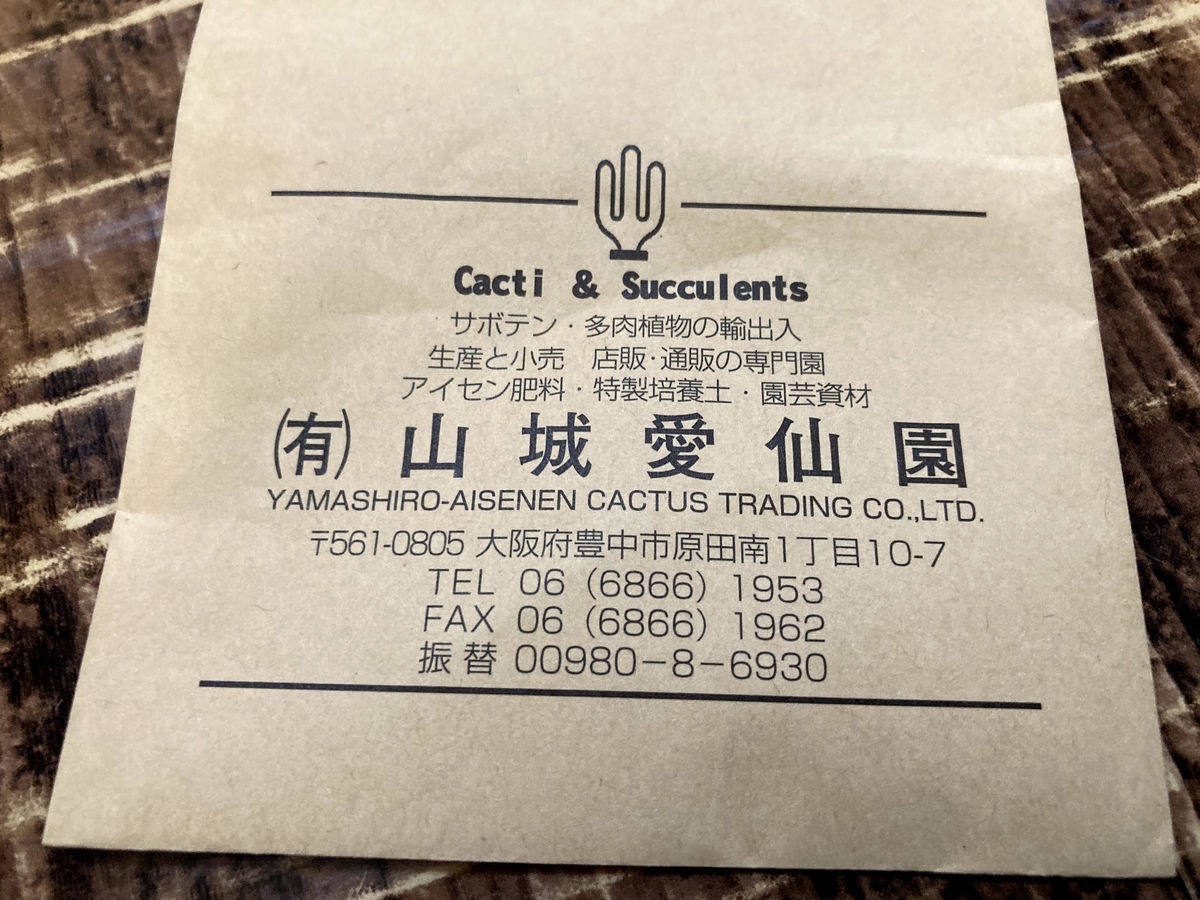 Cacti & Succulents
サボテン・多肉植物の輸出入
生産と小売　店販・通販の専門園
アイセン肥料・特製培養土・園芸資材
㈲ 山城愛仙園
YAMASHIRO-AISENEN CACTUS TRADING CO.,LTD.
〒561-0805 大阪府豊中市原田南1丁目10-7
TEL 06（6866）1953
FAX 06（6866）1962
振替 00980－8－6930